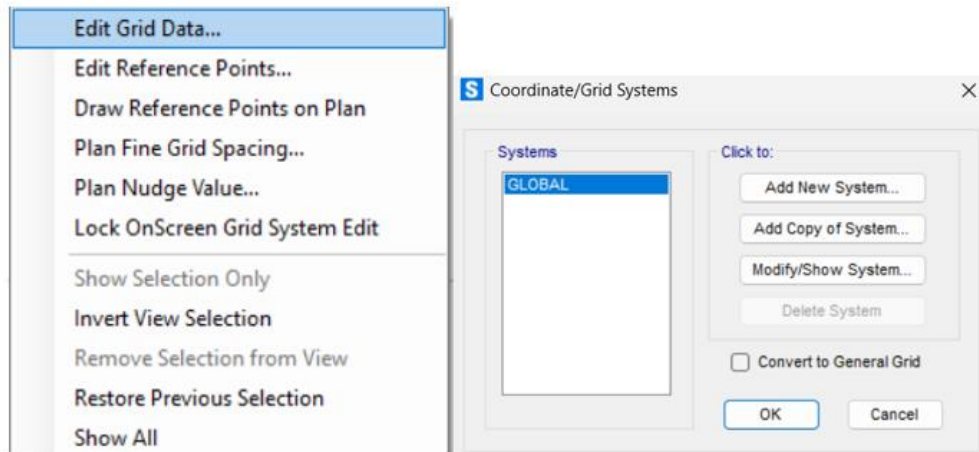 Edit Grid Data...
Edit Reference Points...
Draw Reference Points on Plan
Plan Fine Grid Spacing...
Plan Nudge Value...
Lock OnScreen Grid System Edit
Show Selection Only
Invert View Selection
Remove Selection from View
Restore Previous Selection
Show All
S Coordinate/Grid Systems
Systems
GLOBAL
Click to:
Add New System...
Add Copy of System...
Modify/Show System...
Delete System
Convert to General Grid
OK
Cancel